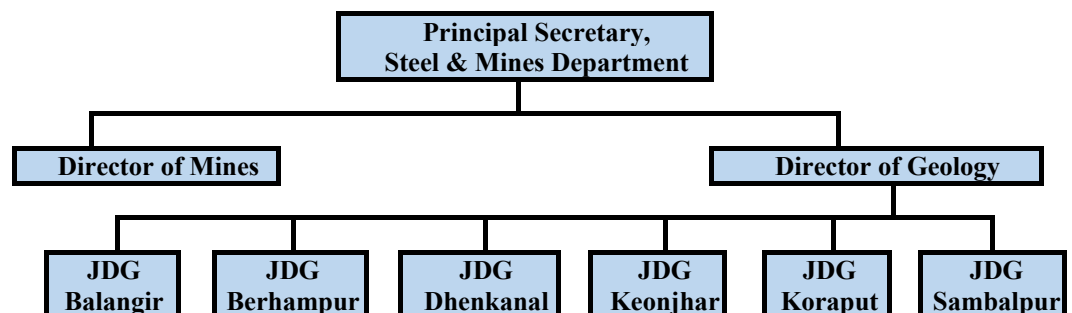 Principal Secretary,
Steel & Mines Department
Director of Mines
Director of Geology
JDG
Balangir
JDG
Berhampur
JDG
Dhenkanal
JDG
Keonjhar
JDG
Koraput
JDG
Sambalpur